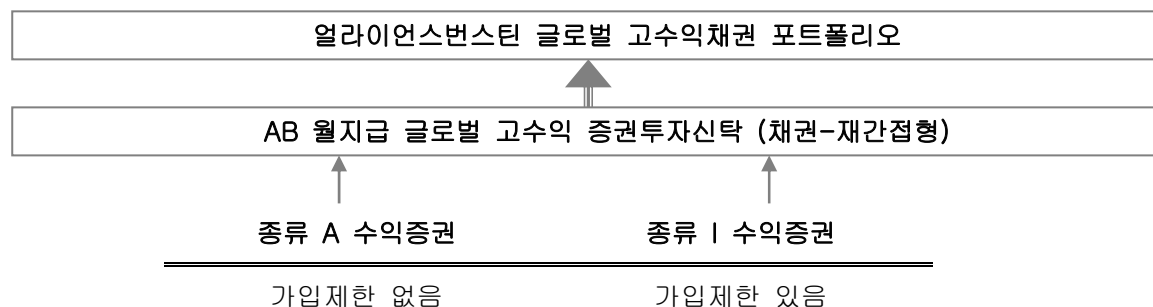 얼라이언스번스틴 글로벌 고수익채권 포트폴리오
AB 월지급 글로벌 고수익 증권투자신탁 (채권-재간접형)
종류 A 수익증권 종류 I 수익증권
가입제한 없음 가입제한 있음